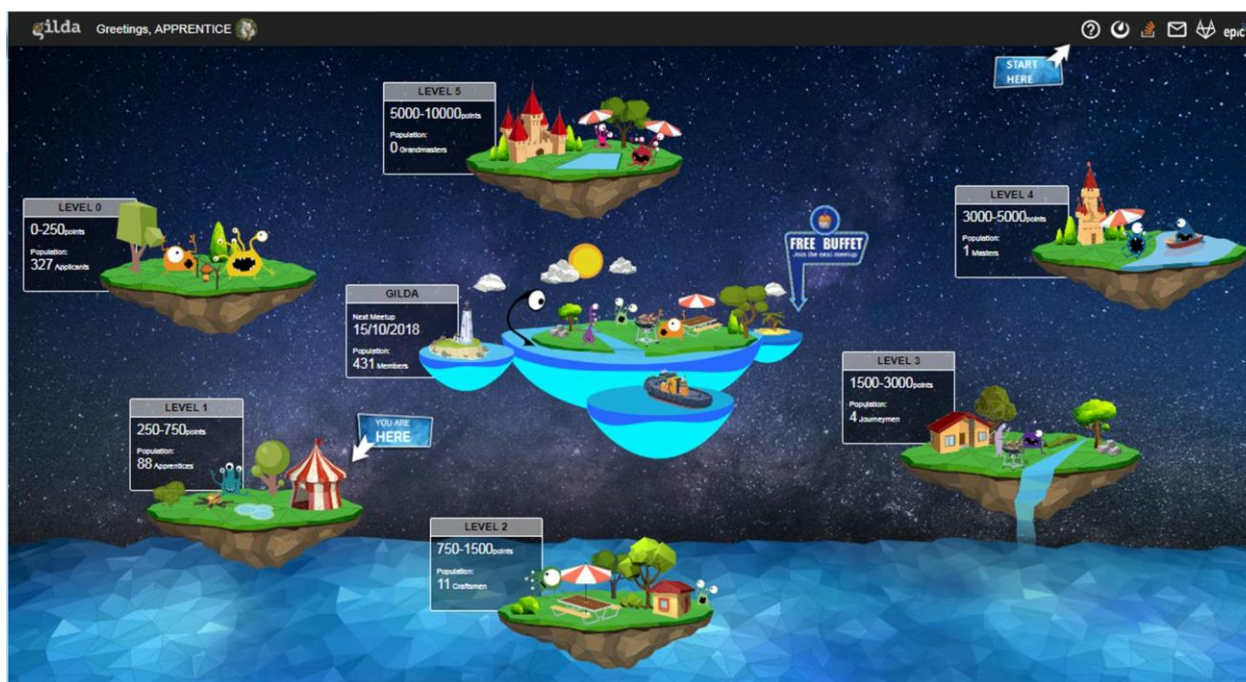 gilda Greetings, APPRENTICE
epic
START
HERE
LEVEL 5
5000-10000points
Population:
0 Grandmasters
LEVEL 0
0-250points
Population:
327 Applicants
LEVEL 4
3000-5000points
Population:
1 Masters
FREE BUFFET
Join the next meetup
GILDA
Next Meetup
15/10/2018
Population:
431 Members
LEVEL 3
1500-3000points
Population:
4 Journeymen
LEVEL 1
250-750points
Population:
88 Apprentices
YOU ARE
HERE
LEVEL 2
750-1500points
Population:
11 Craftsmen